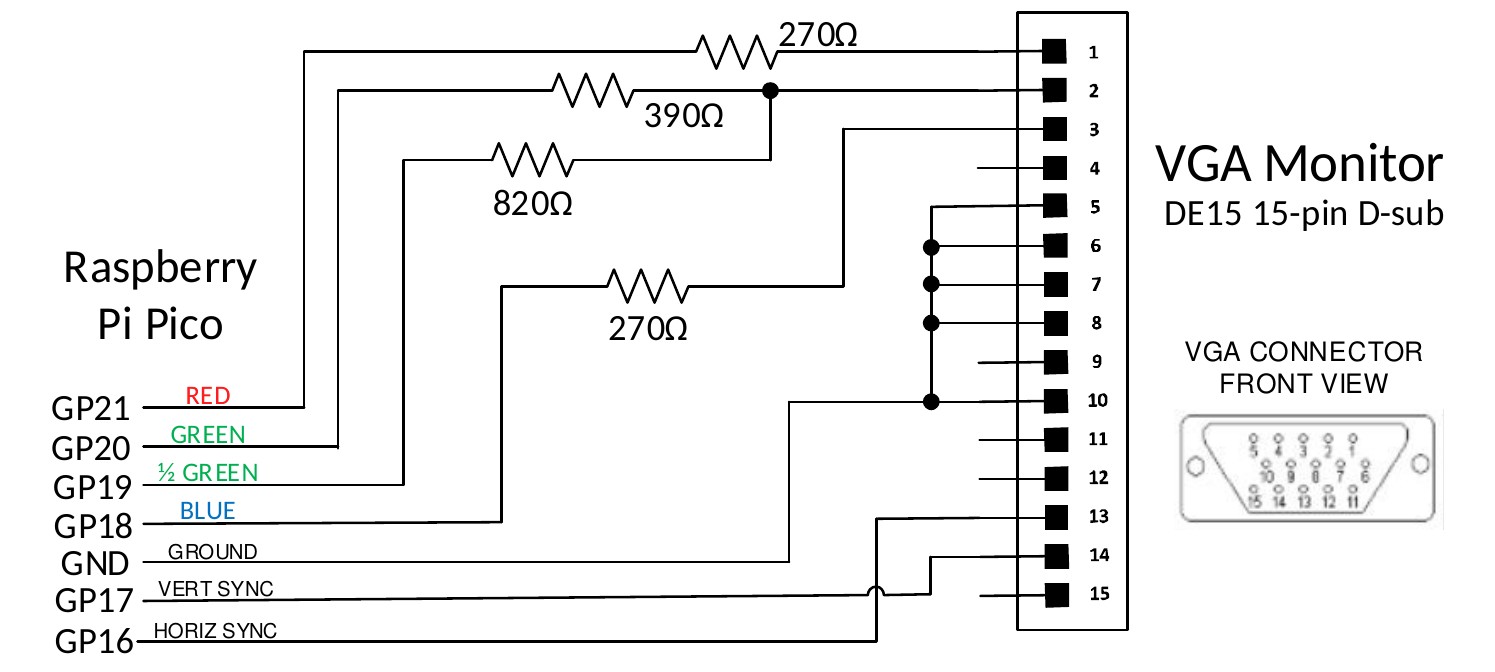 270Ω
1
2
390Ω
3
4
820Ω
5
6
7
270Ω
8
9
10
11
12
13
14
15
VGA Monitor
DE15 15-pin D-sub
Raspberry
Pi Pico
GP21 RED
GP20 GREEN
GP19 ½ GREEN
GP18 BLUE
GND GROUND
GP17 VERT SYNC
GP16 HORIZ SYNC
VGA CONNECTOR
FRONT VIEW
5 4 3 2 1
10 9 8 7 6
15 14 13 12 11